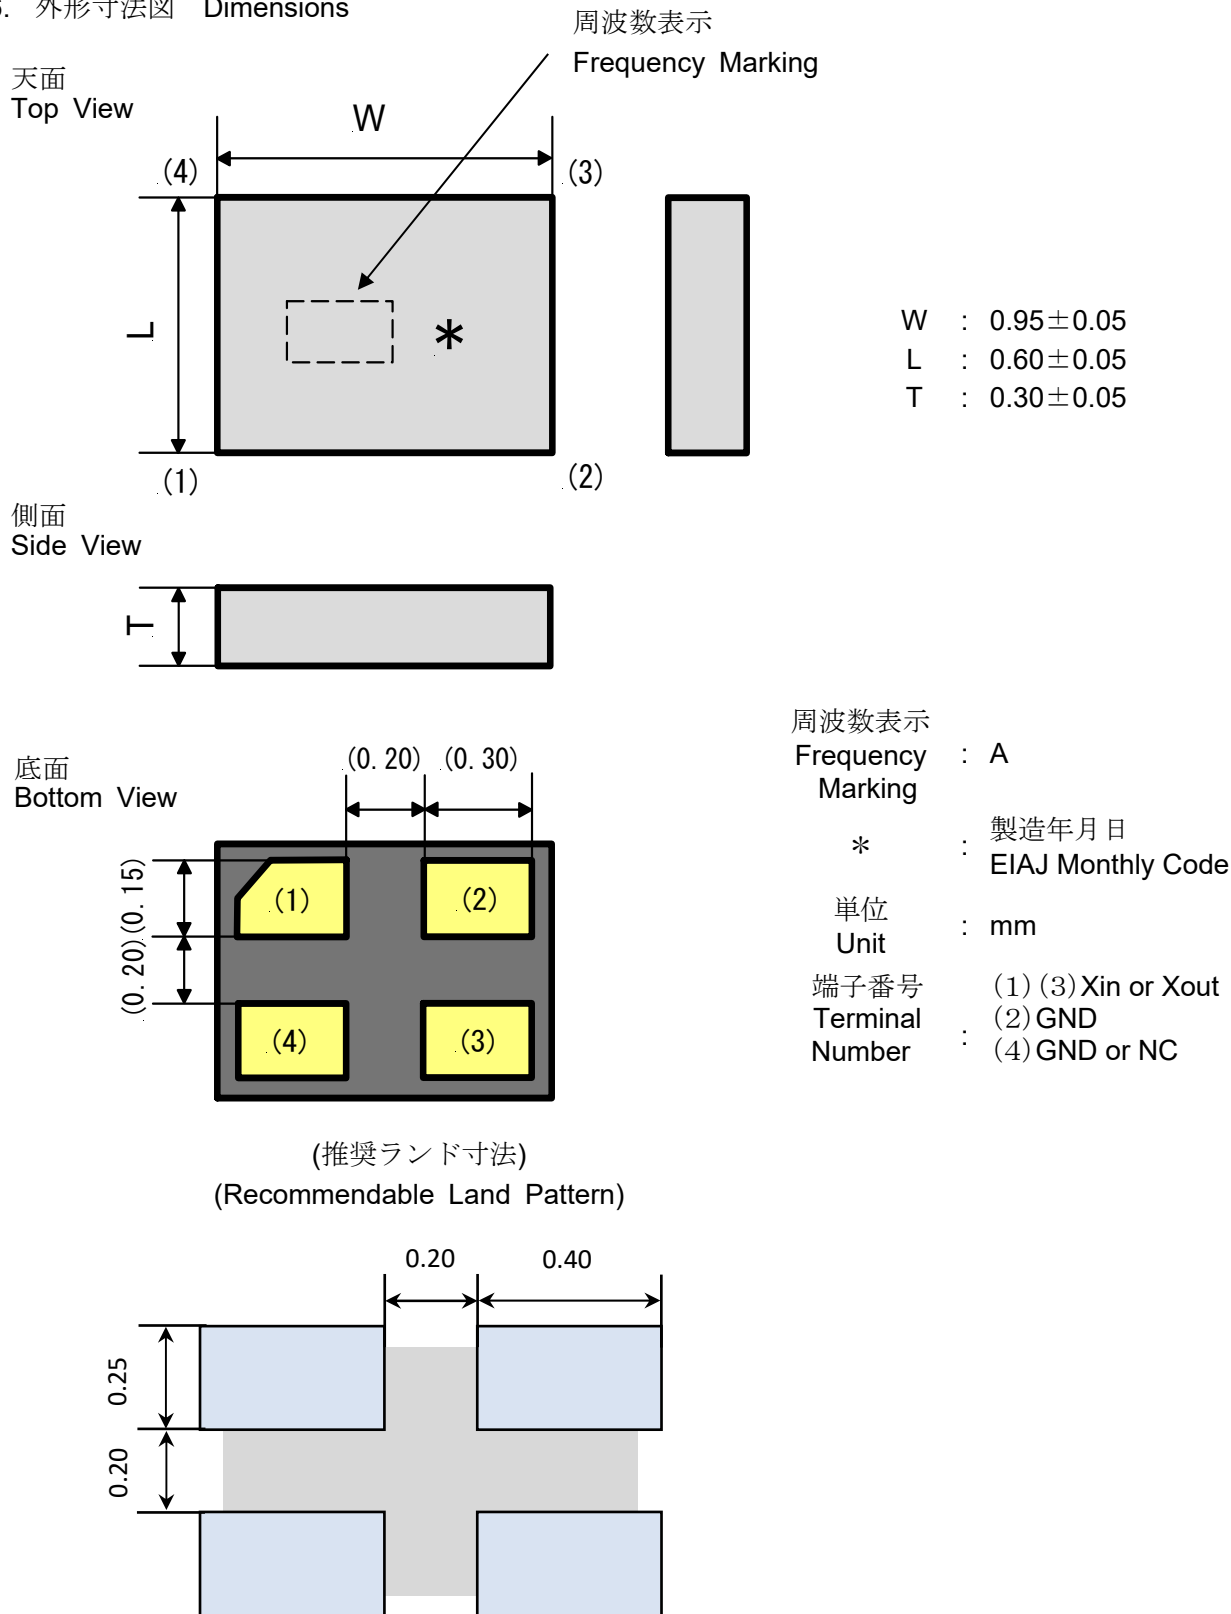 外形寸法図 Dimensions
周波数表示
Frequency Marking
天面
Top View
W
(4)
(3)
L
*
(1)
(2)
W : 0.95±0.05
L : 0.60±0.05
T : 0.30±0.05
側面
Side View
T
底面
Bottom View
(0.20) (0.30)
(0.15)
(0.20)
(1)
(2)
(4)
(3)
周波数表示
Frequency : A
Marking
* : 製造年月日
EIAJ Monthly Code
単位
Unit : mm
端子番号
Terminal
Number :
(1)(3)Xin or Xout
(2)GND
(4)GND or NC
(推奨ランド寸法)
(Recommendable Land Pattern)
0.20
0.40
0.25
0.20